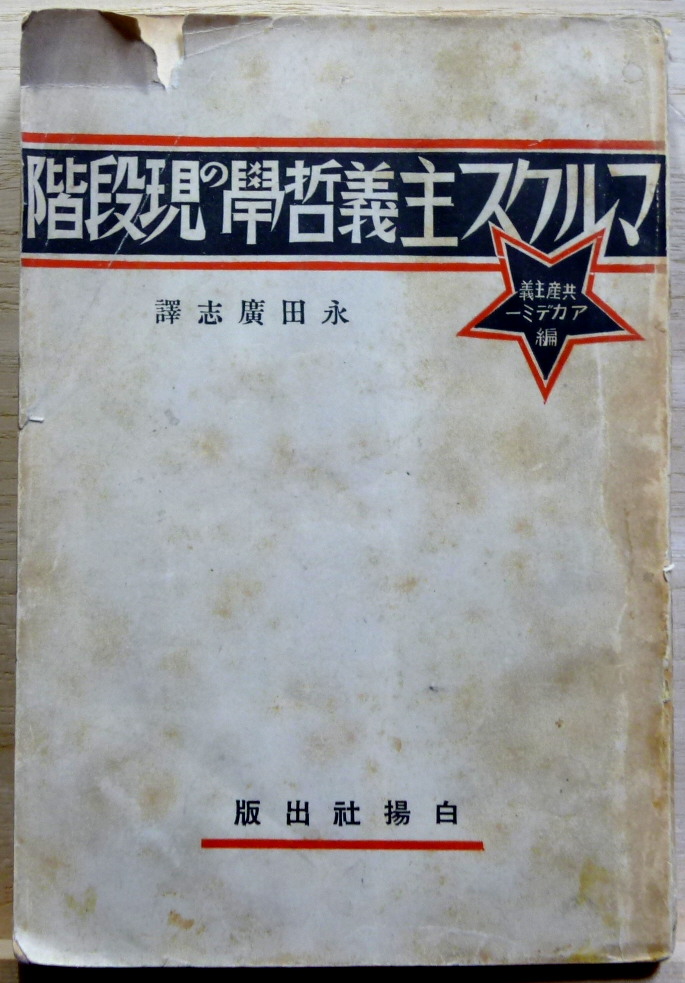 マルクス主義哲學の現段階
共產主義
アカデミー
編
永田廣志譯
白揚社出版